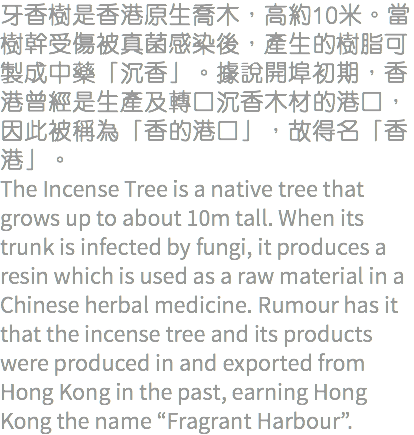 牙香樹是香港原生喬木，高約10米。當
樹幹受傷被真菌感染後，產生的樹脂可
製成中藥「沉香」。據說開埠初期，香
港曾經是生產及轉口沉香木材的港口，
因此被稱為「香的港口」，故得名「香
港」。
The Incense Tree is a native tree that
grows up to about 10m tall. When its
trunk is infected by fungi, it produces a
resin which is used as a raw material in a
Chinese herbal medicine. Rumour has it
that the incense tree and its products
were produced in and exported from
Hong Kong in the past, earning Hong
Kong the name “Fragrant Harbour”.